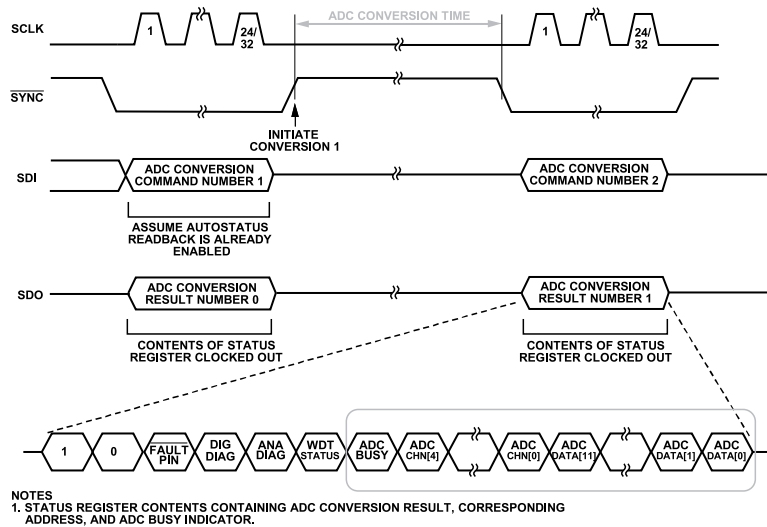 ADC CONVERSION TIME
SCLK
1
24/
32
1
24/
32
SYNC
INITIATE
CONVERSION 1
SDI
ADC CONVERSION
COMMAND NUMBER 1
ADC CONVERSION
COMMAND NUMBER 2
ASSUME AUTOSTATUS
READBACK IS ALREADY
ENABLED
SDO
ADC CONVERSION
RESULT NUMBER 0
ADC CONVERSION
RESULT NUMBER 1
CONTENTS OF STATUS
REGISTER CLOCKED OUT
CONTENTS OF STATUS
REGISTER CLOCKED OUT
1
0
FAULT
PIN
DIG
DIAG
ANA
DIAG
WDT
STATUS
ADC
BUSY
ADC
CHN[4]
ADC
CHN[0]
ADC
DATA[11]
ADC
DATA[1]
ADC
DATA[0]
NOTES
1. STATUS REGISTER CONTENTS CONTAINING ADC CONVERSION RESULT, CORRESPONDING
ADDRESS, AND ADC BUSY INDICATOR.